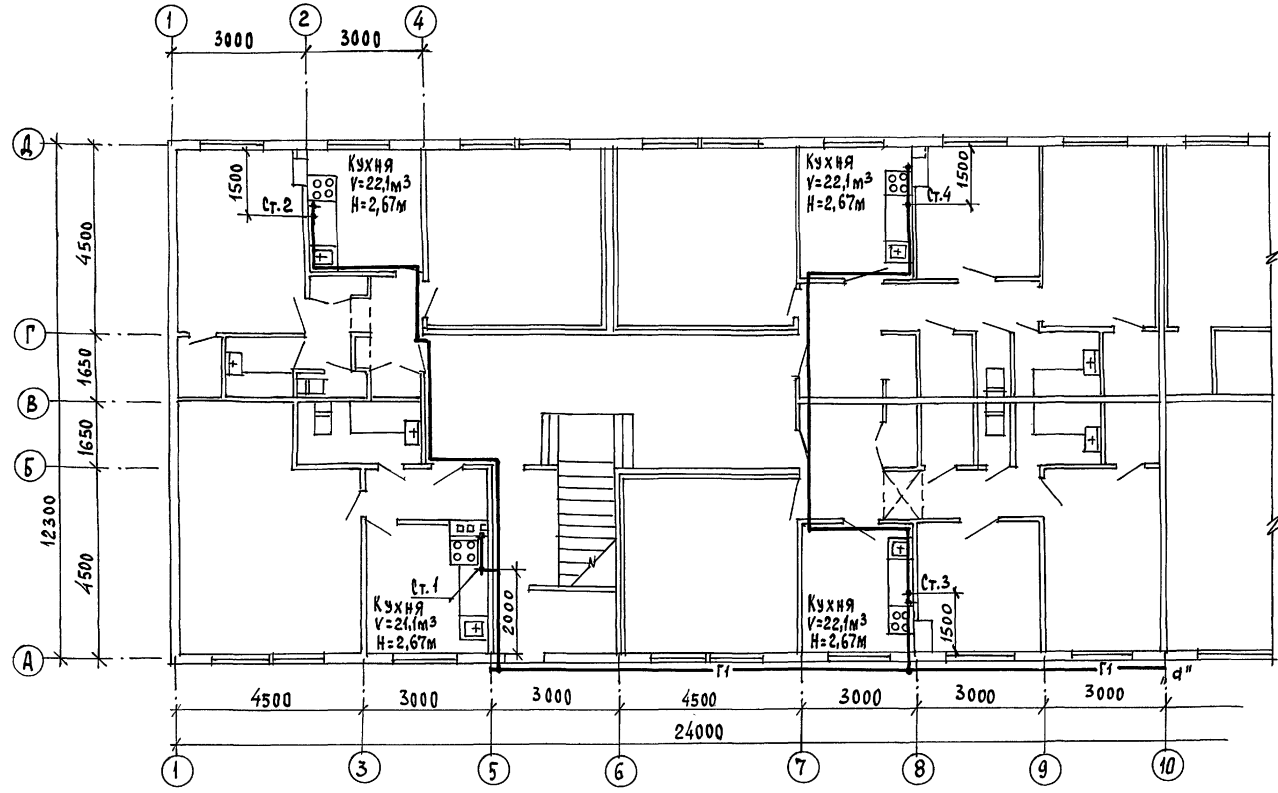 1
2
4
3000
3000
Д
Г
В
Б
А
4500
1650
1650
4500
12300
1500
Ст.2
Кухня
V=22,1м³
Н=2,67м
Кухня
V=22,1м³
Н=2,67м
Ст.4
1500
Ст.1
Кухня
V=21,1м³
Н=2,67м
2000
Кухня
V=22,1м³
Н=2,67м
Ст.3
1500
Г1
Г1
"а"
4500
3000
3000
4500
3000
3000
3000
24000
1
3
5
6
7
8
9
10